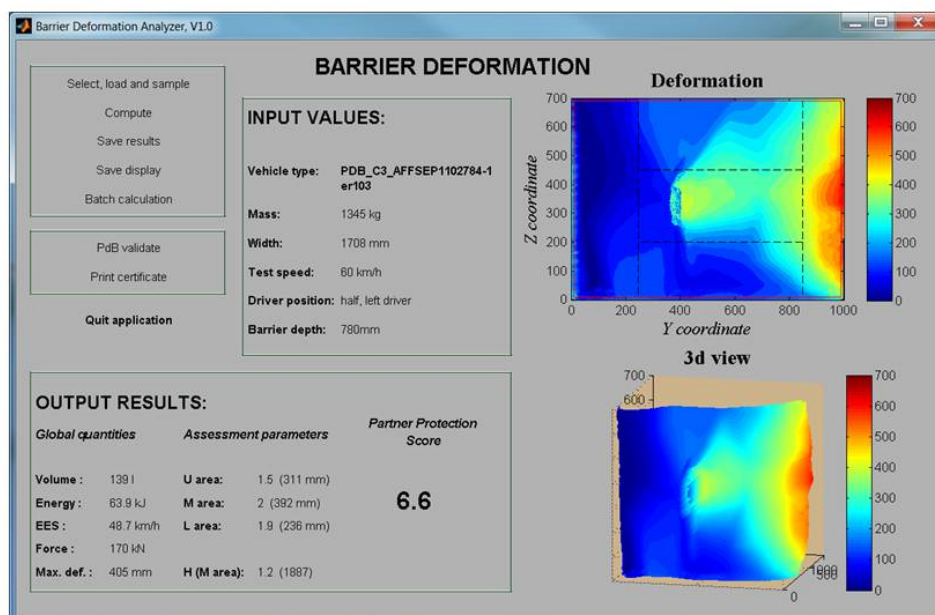 Barrier Deformation Analyzer, V1.0
BARRIER DEFORMATION
Select, load and sample
Compute
Save results
Save display
Batch calculation
PdB validate
Print certificate
Quit application
INPUT VALUES:
Vehicle type: PDB_C3_AFFSEP1102784-1
er103
Mass: 1345 kg
Width: 1708 mm
Test speed: 60 km/h
Driver position: half, left driver
Barrier depth: 780mm
Deformation
700
600
500
400
300
200
100
0
Z coordinate
0 200 400 600 800 1000
Y coordinate
700
600
500
400
300
200
100
0
OUTPUT RESULTS:
Global quantities Assessment parameters Partner Protection
Score
Volume : 139 l U area: 1.5 (311 mm)
Energy : 63.9 kJ M area: 2 (392 mm)
6.6
EES : 48.7 km/h L area: 1.9 (236 mm)
Force : 170 kN
Max. def. : 405 mm H (M area): 1.2 (1887)
3d view
700
600
1000
500
0
700
600
500
400
300
200
100
0